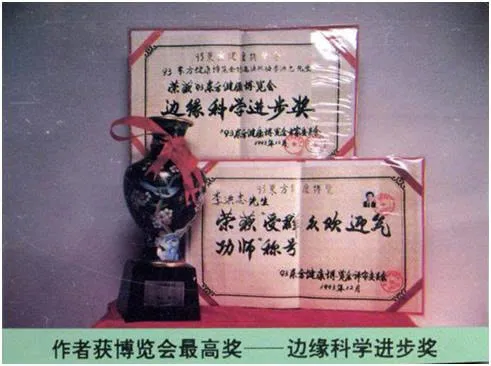 '93东方健康博览会
荣获'93东方健康博览会
边缘科学进步奖
'93东方健康博览会评审委员会
1993年12月
'93东方健康博览
李洪志先生
荣获“受群众欢迎气
功师”称号
'93东方健康博览会评审委员会
1993年12月
作者获博览会最高奖——边缘科学进步奖